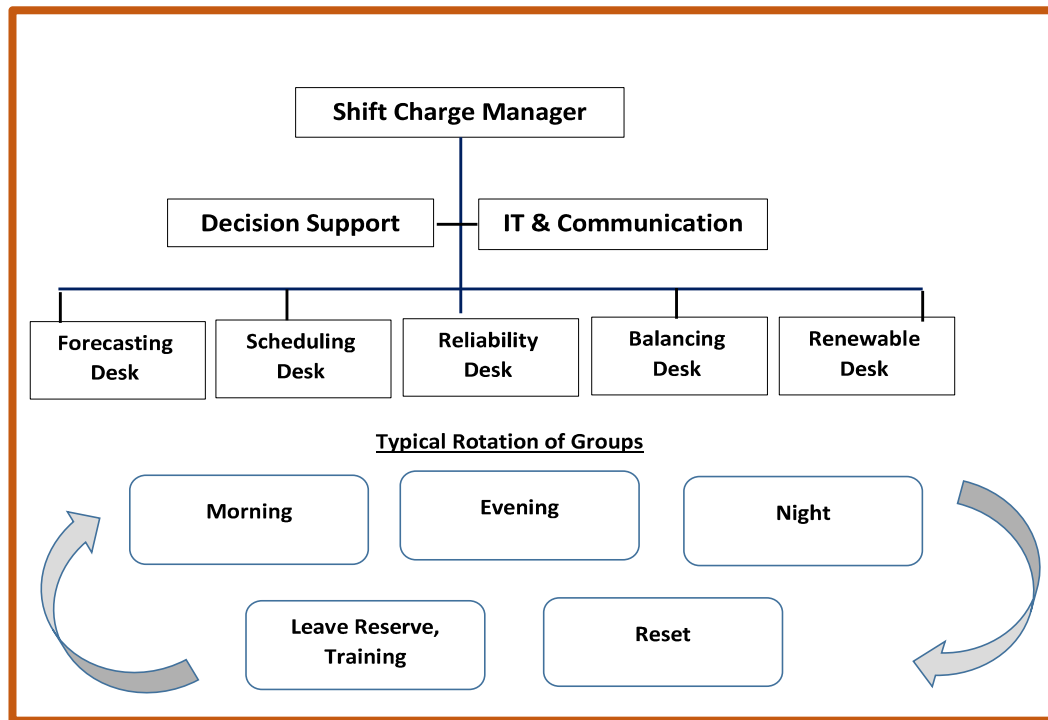 Shift Charge Manager
Decision Support
IT & Communication
Forecasting
Desk
Scheduling
Desk
Reliability
Desk
Balancing
Desk
Renewable
Desk
Typical Rotation of Groups
Morning
Evening
Night
Leave Reserve,
Training
Reset